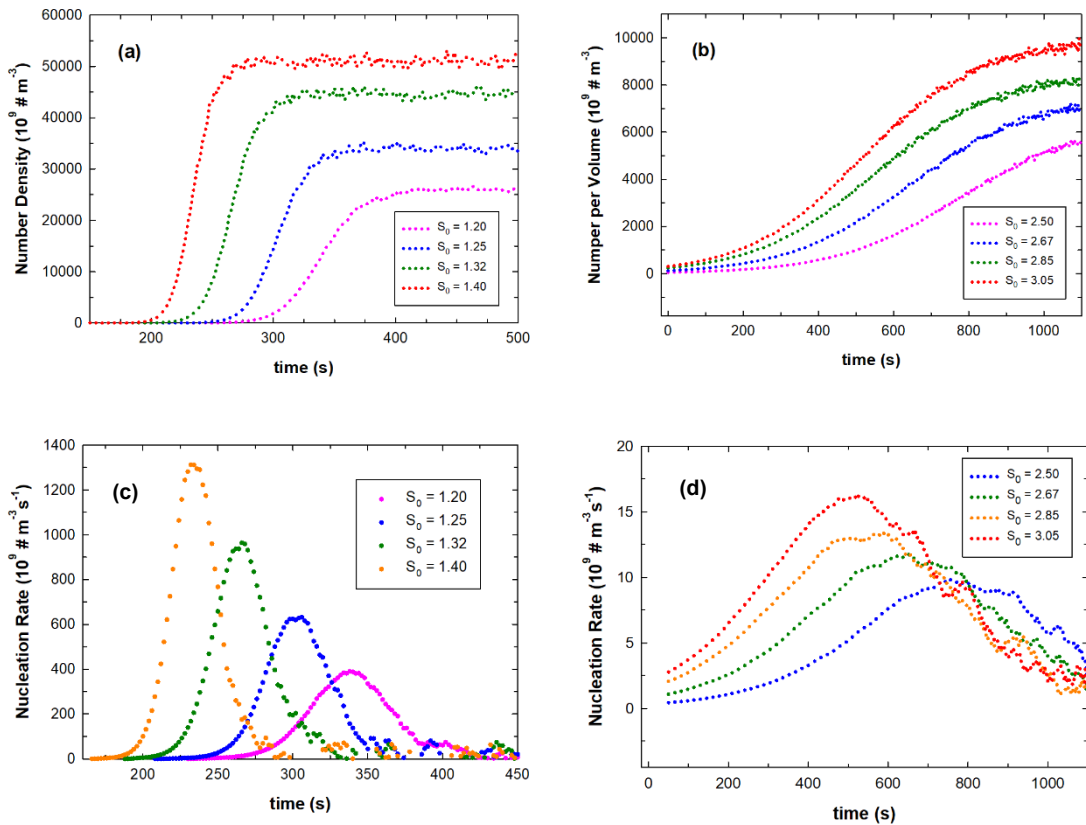 (a)
Number Density (10⁹ # m⁻³)
60000
50000
40000
30000
20000
10000
0
S₀ = 1.20
S₀ = 1.25
S₀ = 1.32
S₀ = 1.40
200 250 300 350 400 450 500
time (s)
(b)
Numper per Volume (10⁹ # m⁻³)
10000
8000
6000
4000
2000
0
S₀ = 2.50
S₀ = 2.67
S₀ = 2.85
S₀ = 3.05
0 200 400 600 800 1000
time (s)
(c)
Nucleation Rate (10⁹ # m⁻³ s⁻¹)
1400
1200
1000
800
600
400
200
0
S₀ = 1.20
S₀ = 1.25
S₀ = 1.32
S₀ = 1.40
200 250 300 350 400 450
time (s)
(d)
Nucleation Rate (10⁹ # m⁻³s⁻¹)
20
15
10
5
0
S₀ = 2.50
S₀ = 2.67
S₀ = 2.85
S₀ = 3.05
0 200 400 600 800 1000
time (s)